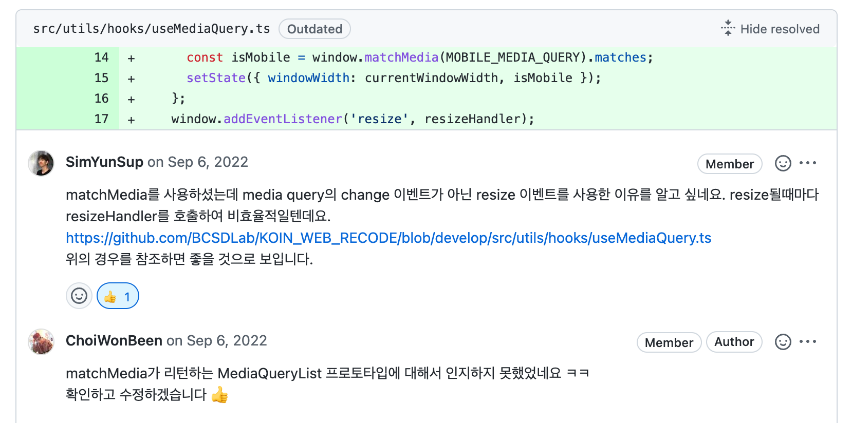 src/utils/hooks/useMediaQuery.ts Outdated Hide resolved
14 + const isMobile = window.matchMedia(MOBILE_MEDIA_QUERY).matches;
15 + setState({ windowWidth: currentWindowWidth, isMobile });
16 + };
17 + window.addEventListener('resize', resizeHandler);
SimYunSup on Sep 6, 2022 Member ···
matchMedia를 사용하셨는데 media query의 change 이벤트가 아닌 resize 이벤트를 사용한 이유를 알고 싶네요. resize될때마다
resizeHandler를 호출하여 비효율적일텐데요.
https://github.com/BCSDLab/KOIN_WEB_RECODE/blob/develop/src/utils/hooks/useMediaQuery.ts
위의 경우를 참조하면 좋을 것으로 보입니다.
👍 1
ChoiWonBeen on Sep 6, 2022 Member Author ···
matchMedia가 리턴하는 MediaQueryList 프로토타입에 대해서 인지하지 못했었네요 ㅋㅋ
확인하고 수정하겠습니다 👍